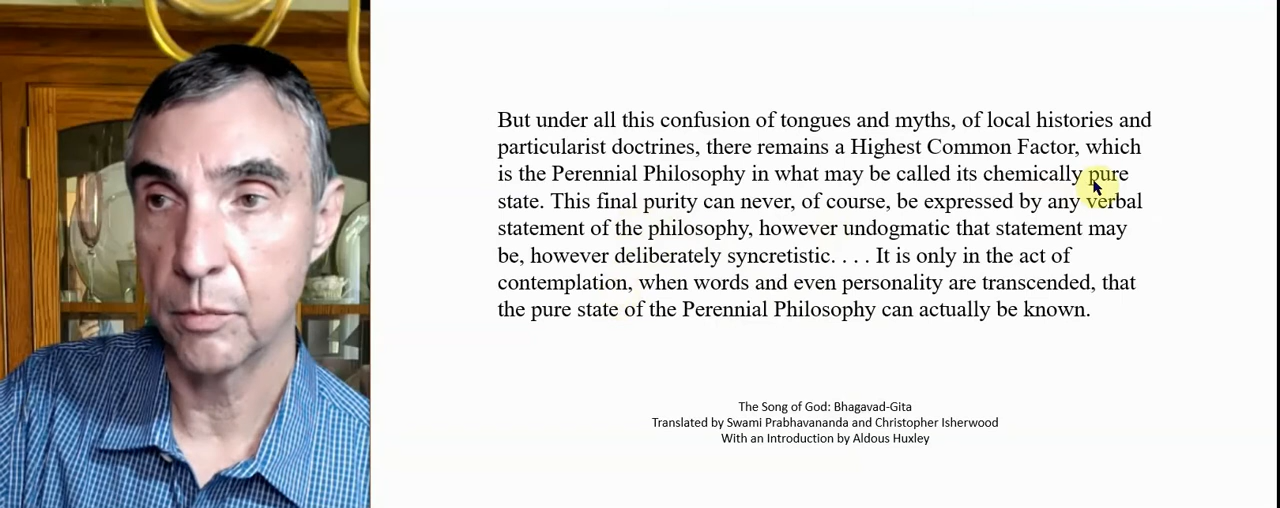 But under all this confusion of tongues and myths, of local histories and
particularist doctrines, there remains a Highest Common Factor, which
is the Perennial Philosophy in what may be called its chemically pure
state. This final purity can never, of course, be expressed by any verbal
statement of the philosophy, however undogmatic that statement may
be, however deliberately syncretistic. . . . It is only in the act of
contemplation, when words and even personality are transcended, that
the pure state of the Perennial Philosophy can actually be known.
The Song of God: Bhagavad-Gita
Translated by Swami Prabhavananda and Christopher Isherwood
With an Introduction by Aldous Huxley